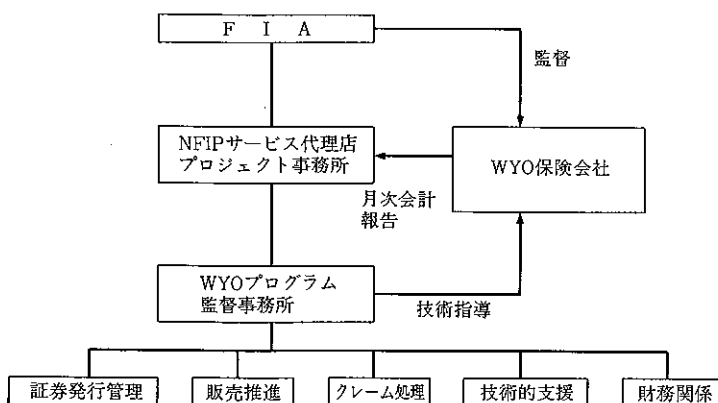 F I A
監督
NFIPサービス代理店
プロジェクト事務所
WYO保険会社
月次会計
報告
WYOプログラム
監督事務所
技術指導
証券発行管理
販売推進
クレーム処理
技術的支援
財務関係